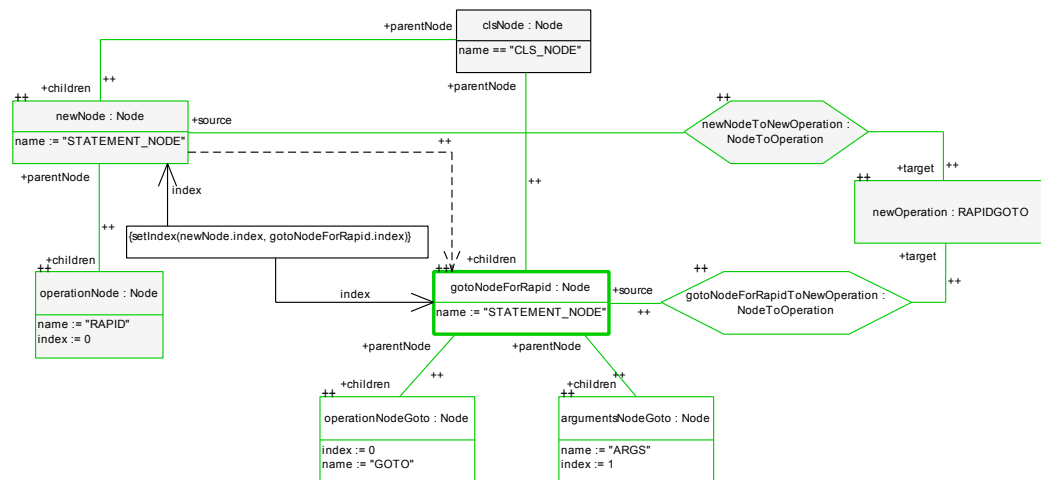 +parentNode
clsNode : Node
name == "CLS_NODE"
+parentNode
++
+children
++
newNode : Node
name := "STATEMENT_NODE"
+source
++
++
newNodeToNewOperation :
NodeToOperation
++
+target
++
newOperation : RAPIDGOTO
+target
++
+parentNode
++
index
++
{setIndex(newNode.index, gotoNodeForRapid.index)}
index
+children
++
operationNode : Node
name := "RAPID"
index := 0
+children
++
gotoNodeForRapid : Node
name := "STATEMENT_NODE"
+source
++
++
gotoNodeForRapidToNewOperation :
NodeToOperation
+parentNode
+parentNode
++
++
+children
+children
++
++
operationNodeGoto : Node
index := 0
name := "GOTO"
argumentsNodeGoto : Node
name := "ARGS"
index := 1